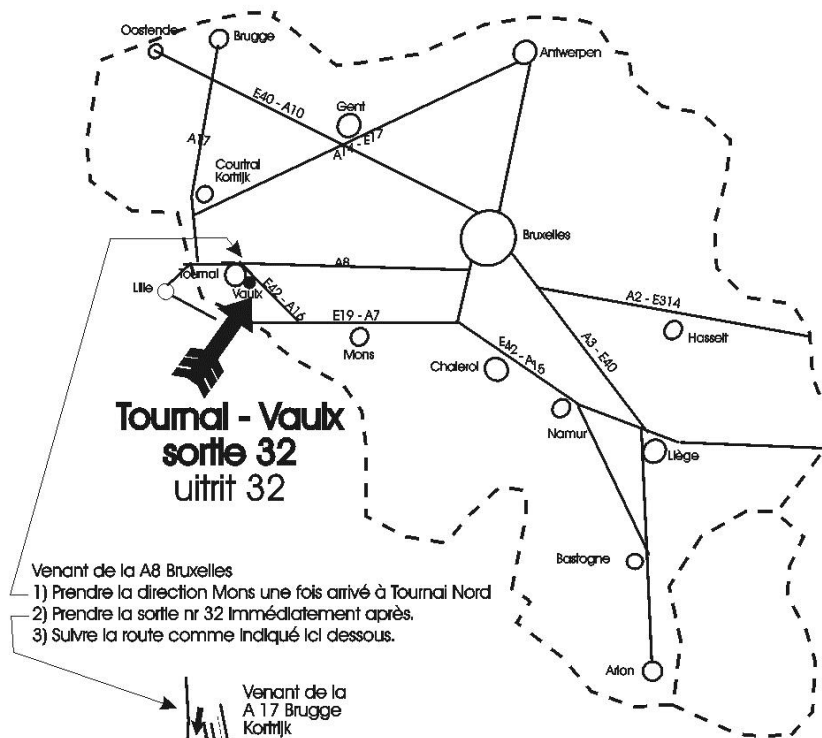 Oostende
Brugge
Antwerpen
E40 - A10
Gent
A17
A14 - E17
Courtrai
Kortrijk
Bruxelles
Tournai
A8
Lille
Vaulx
E42 - A16
E19 - A7
A2 - E314
Mons
Hasselt
Chaleroi
E42 - A15
A3 - E40
Namur
Liège
Tournai - Vaulx
sortie 32
uitrit 32
Bastogne
Venant de la A8 Bruxelles
1) Prendre la direction Mons une fois arrivé à Tournai Nord
2) Prendre la sortie nr 32 immédiatement après.
3) Suivre la route comme indiqué ici dessous.
Arlon
Venant de la
A 17 Brugge
Kortrijk